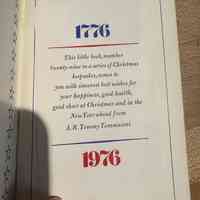 1776
This little book, number
twenty-nine in a series of Christmas
keepsakes, comes to
you with sincerest best wishes for
your happiness, good health,
good cheer at Christmas and in the
New Year ahead from
A. R. Tommy Tommasini
1976